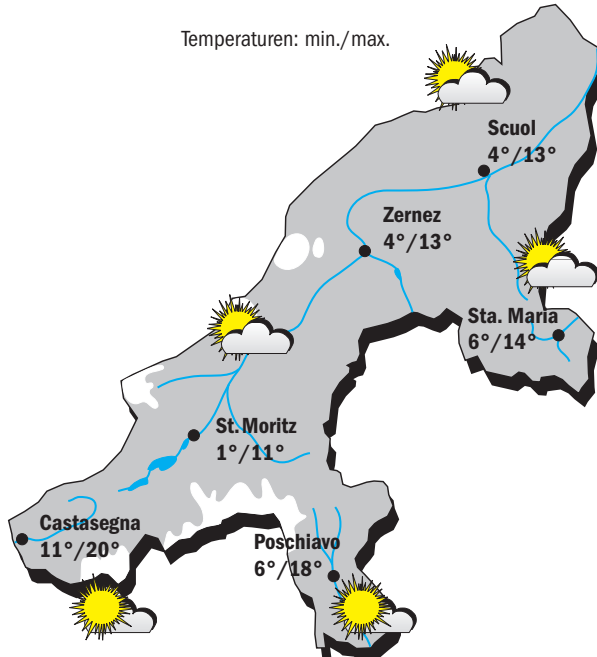 Temperaturen: min./max.
Scuol
4°/13°
Zernez
4°/13°
Sta. Maria
6°/14°
St. Moritz
1°/11°
Castasegna
11°/20°
Poschiavo
6°/18°